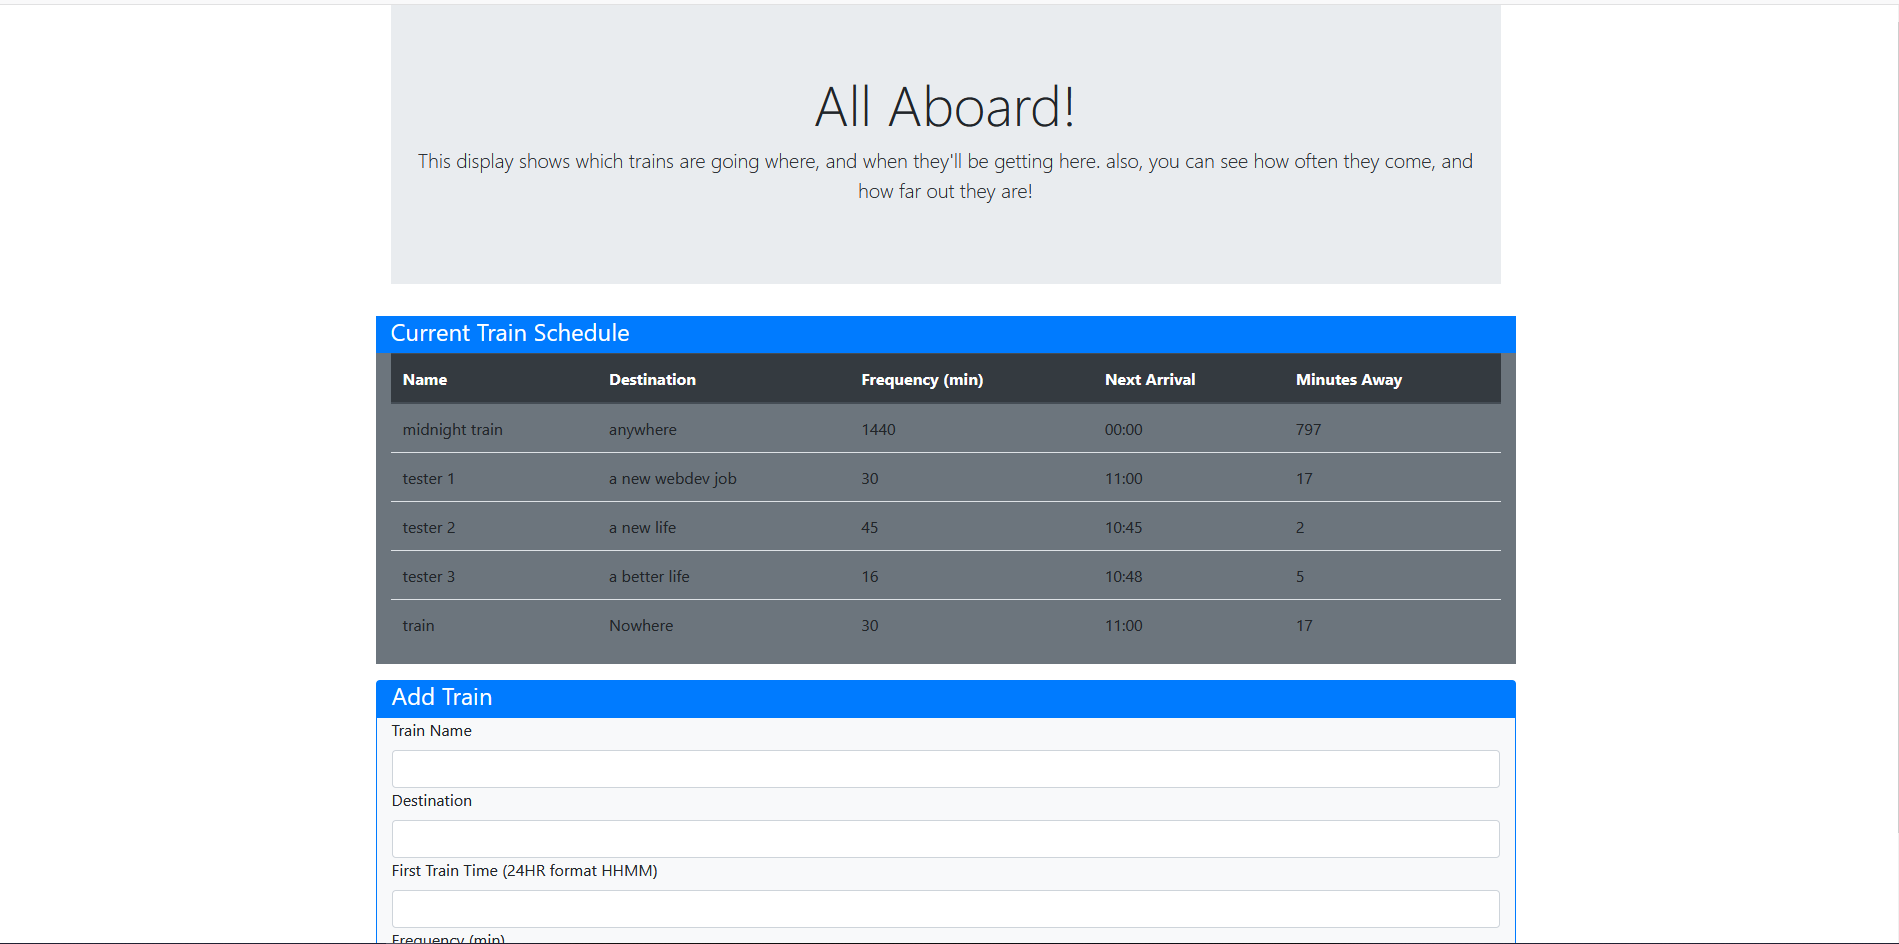 All Aboard!
This display shows which trains are going where, and when they'll be getting here. also, you can see how often they come, and
how far out they are!
Current Train Schedule
Name Destination Frequency (min) Next Arrival Minutes Away
midnight train anywhere 1440 00:00 797
tester 1 a new webdev job 30 11:00 17
tester 2 a new life 45 10:45 2
tester 3 a better life 16 10:48 5
train Nowhere 30 11:00 17
Add Train
Train Name
Destination
First Train Time (24HR format HHMM)
Frequency (min)